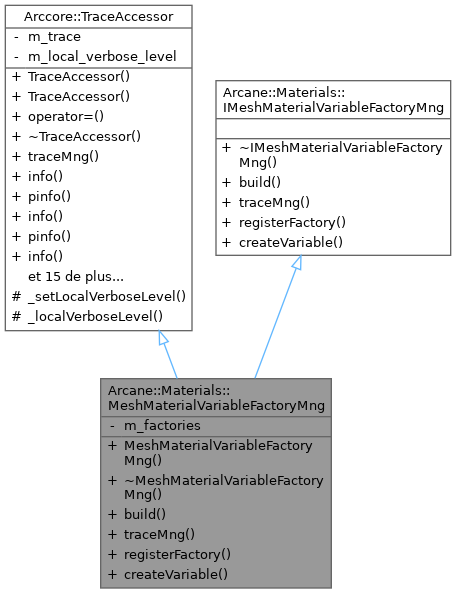 Arccore::TraceAccessor
- m_trace
- m_local_verbose_level
+ TraceAccessor()
+ TraceAccessor()
+ operator=()
+ ~TraceAccessor()
+ traceMng()
+ info()
+ pinfo()
+ info()
+ pinfo()
+ info()
et 15 de plus...
# _setLocalVerboseLevel()
# _localVerboseLevel()
Arcane::Materials::
IMeshMaterialVariableFactoryMng
+ ~IMeshMaterialVariableFactory
Mng()
+ build()
+ traceMng()
+ registerFactory()
+ createVariable()
Arcane::Materials::
MeshMaterialVariableFactoryMng
- m_factories
+ MeshMaterialVariableFactory
Mng()
+ ~MeshMaterialVariableFactory
Mng()
+ build()
+ traceMng()
+ registerFactory()
+ createVariable()